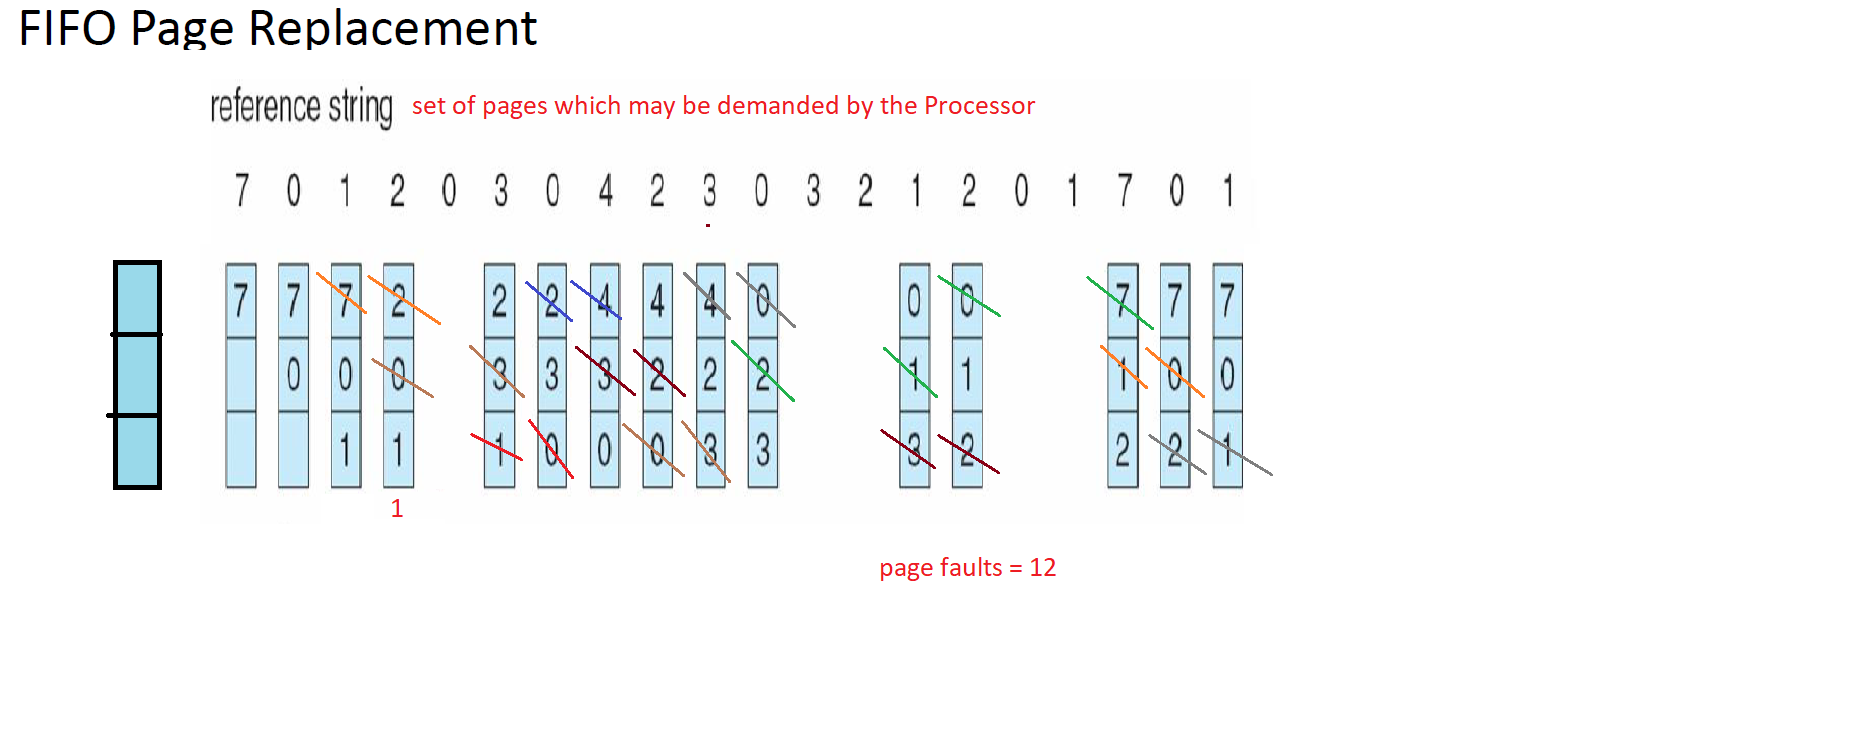 FIFO Page Replacement
reference string set of pages which may be demanded by the Processor
7 0 1 2 0 3 0 4 2 3 0 3 2 1 2 0 1 7 0 1
7 7 7 2 2 2 4 4 4 0 0 0 7 7 7
0 0 0 3 3 3 2 2 2 1 1 1 0 0
1 1 1 0 0 0 3 3 3 2 2 2 1
1
page faults = 12